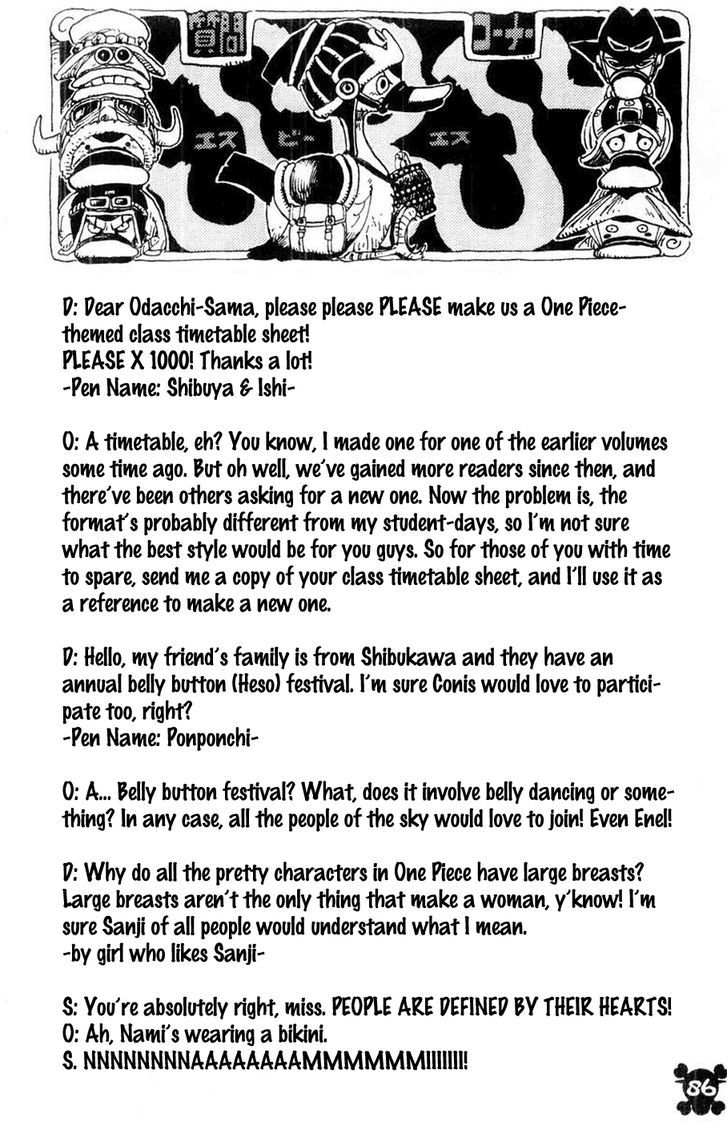 質問
コーナー
エス ピー エス
D: Dear Odacchi-Sama, please please PLEASE make us a One Piece-
themed class timetable sheet!
PLEASE X 1000! Thanks a lot!
-Pen Name: Shibuya & Ishi-
O: A timetable, eh? You know, I made one for one of the earlier volumes
some time ago. But oh well, we've gained more readers since then, and
there've been others asking for a new one. Now the problem is, the
format's probably different from my student-days, so I'm not sure
what the best style would be for you guys. So for those of you with time
to spare, send me a copy of your class timetable sheet, and I'll use it as
a reference to make a new one.
D: Hello, my friend's family is from Shibukawa and they have an
annual belly button (Heso) festival. I'm sure Conis would love to partici-
pate too, right?
-Pen Name: Ponponchi-
O: A... Belly button festival? What, does it involve belly dancing or some-
thing? In any case, all the people of the sky would love to join! Even Enel!
D: Why do all the pretty characters in One Piece have large breasts?
Large breasts aren't the only thing that make a woman, y'know! I'm
sure Sanji of all people would understand what I mean.
-by girl who likes Sanji-
S: You're absolutely right, miss. PEOPLE ARE DEFINED BY THEIR HEARTS!
O: Ah, Nami's wearing a bikini.
S. NNNNNNNNAAAAAAAAMMMMMMIIIIIII!
86